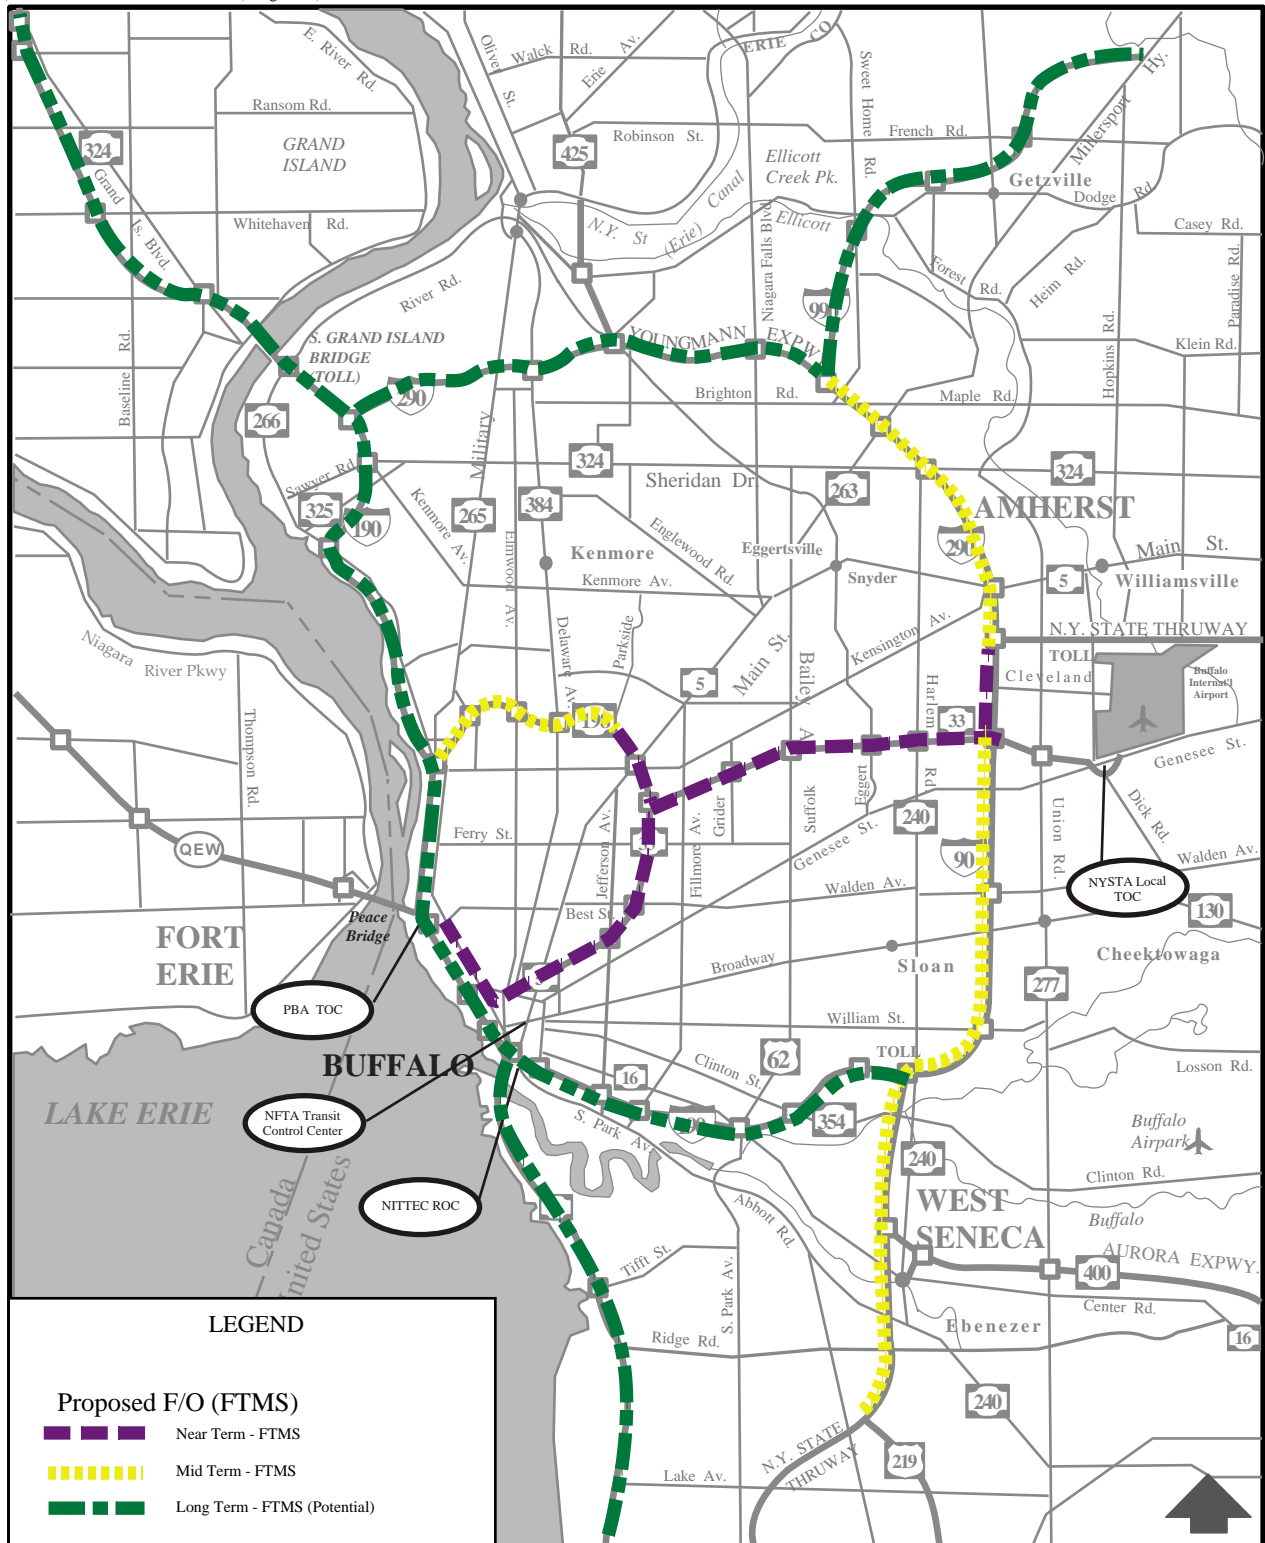 E. River Rd.
Oliver St.
Walck Rd.
Erie Av.
ERIE CO
Sweet Home Rd.
Hy.
Millersport
Ransom Rd.
324
GRAND
ISLAND
425
Robinson St.
French Rd.
Ellicott
Creek Pk.
Getzville
Dodge Rd.
Grand Is. Blvd.
Whitehaven Rd.
N.Y. St (Erie) Canal
Ellicott
Niagara Falls Blvd.
Casey Rd.
Forest Rd.
Heim Rd.
Paradise Rd.
River Rd.
990
S. GRAND ISLAND
BRIDGE
(TOLL)
YOUNGMANN EXPW
Baseline Rd.
Hopkins Rd.
Klein Rd.
290
Brighton Rd.
Maple Rd.
266
Military
324
Sheridan Dr.
263
324
Sawyer Rd.
325
190
Kenmore Av.
265
384
AMHERST
Englewood Rd.
Eggertsville
290
Main St.
Elmwood Av.
Kenmore
Kenmore Av.
Snyder
5
Williamsville
Niagara
River Pkwy
Delaware Av.
Parkside
Main St.
Kensington Av.
N.Y. STATE THRUWAY
TOLL
Cleveland
Buffalo
Internat'l
Airport
5
Bailey A
Harlem Rd.
33
198
Thompson Rd.
Genesee St.
QEW
Ferry St.
Jefferson Av.
Fillmore Av.
Grider
Suffolk
Eggert
Genesee St.
240
Union Rd.
Dick Rd.
Walden Av.
33
90
NYSTA Local
TOC
Walden Av.
130
Peace
Bridge
Best St.
FORT
ERIE
Broadway
Sloan
Cheektowaga
277
PBA TOC
William St.
BUFFALO
62
TOLL
Losson Rd.
Clinton St.
16
LAKE ERIE
NFTA Transit
Control Center
S. Park Av.
190
354
Buffalo
Airpark
240
Clinton Rd.
NITTEC ROC
Abbott Rd.
WEST
SENECA
Buffalo
Canada
United States
Tifft St.
S. Park Av.
AURORA EXPWY.
400
Center Rd.
Ebenezer
16
Ridge Rd.
240
N.Y. STATE
THRUWAY
219
Lake Av.
LEGEND
Proposed F/O (FTMS)
Near Term - FTMS
Mid Term - FTMS
Long Term - FTMS (Potential)